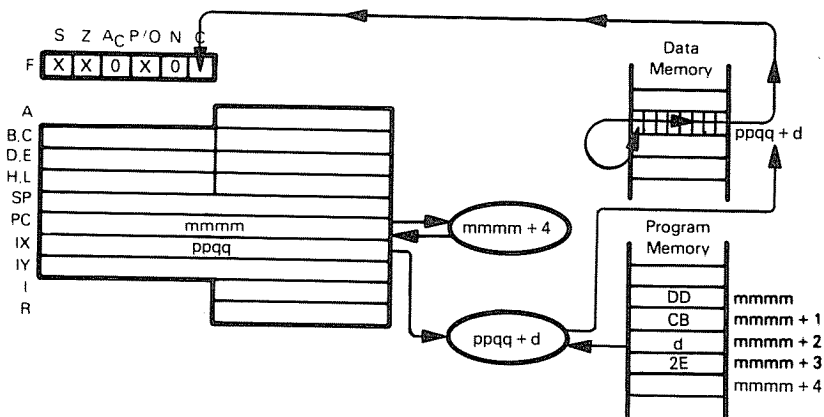 S Z AC P/O N C
F X X 0 X 0
Data
Memory
A
B,C
D,E
H,L
SP
PC mmmm
IX ppqq
IY
I
R
mmmm + 4
ppqq + d
ppqq + d
Program
Memory
DD mmmm
CB mmmm + 1
d mmmm + 2
2E mmmm + 3
mmmm + 4